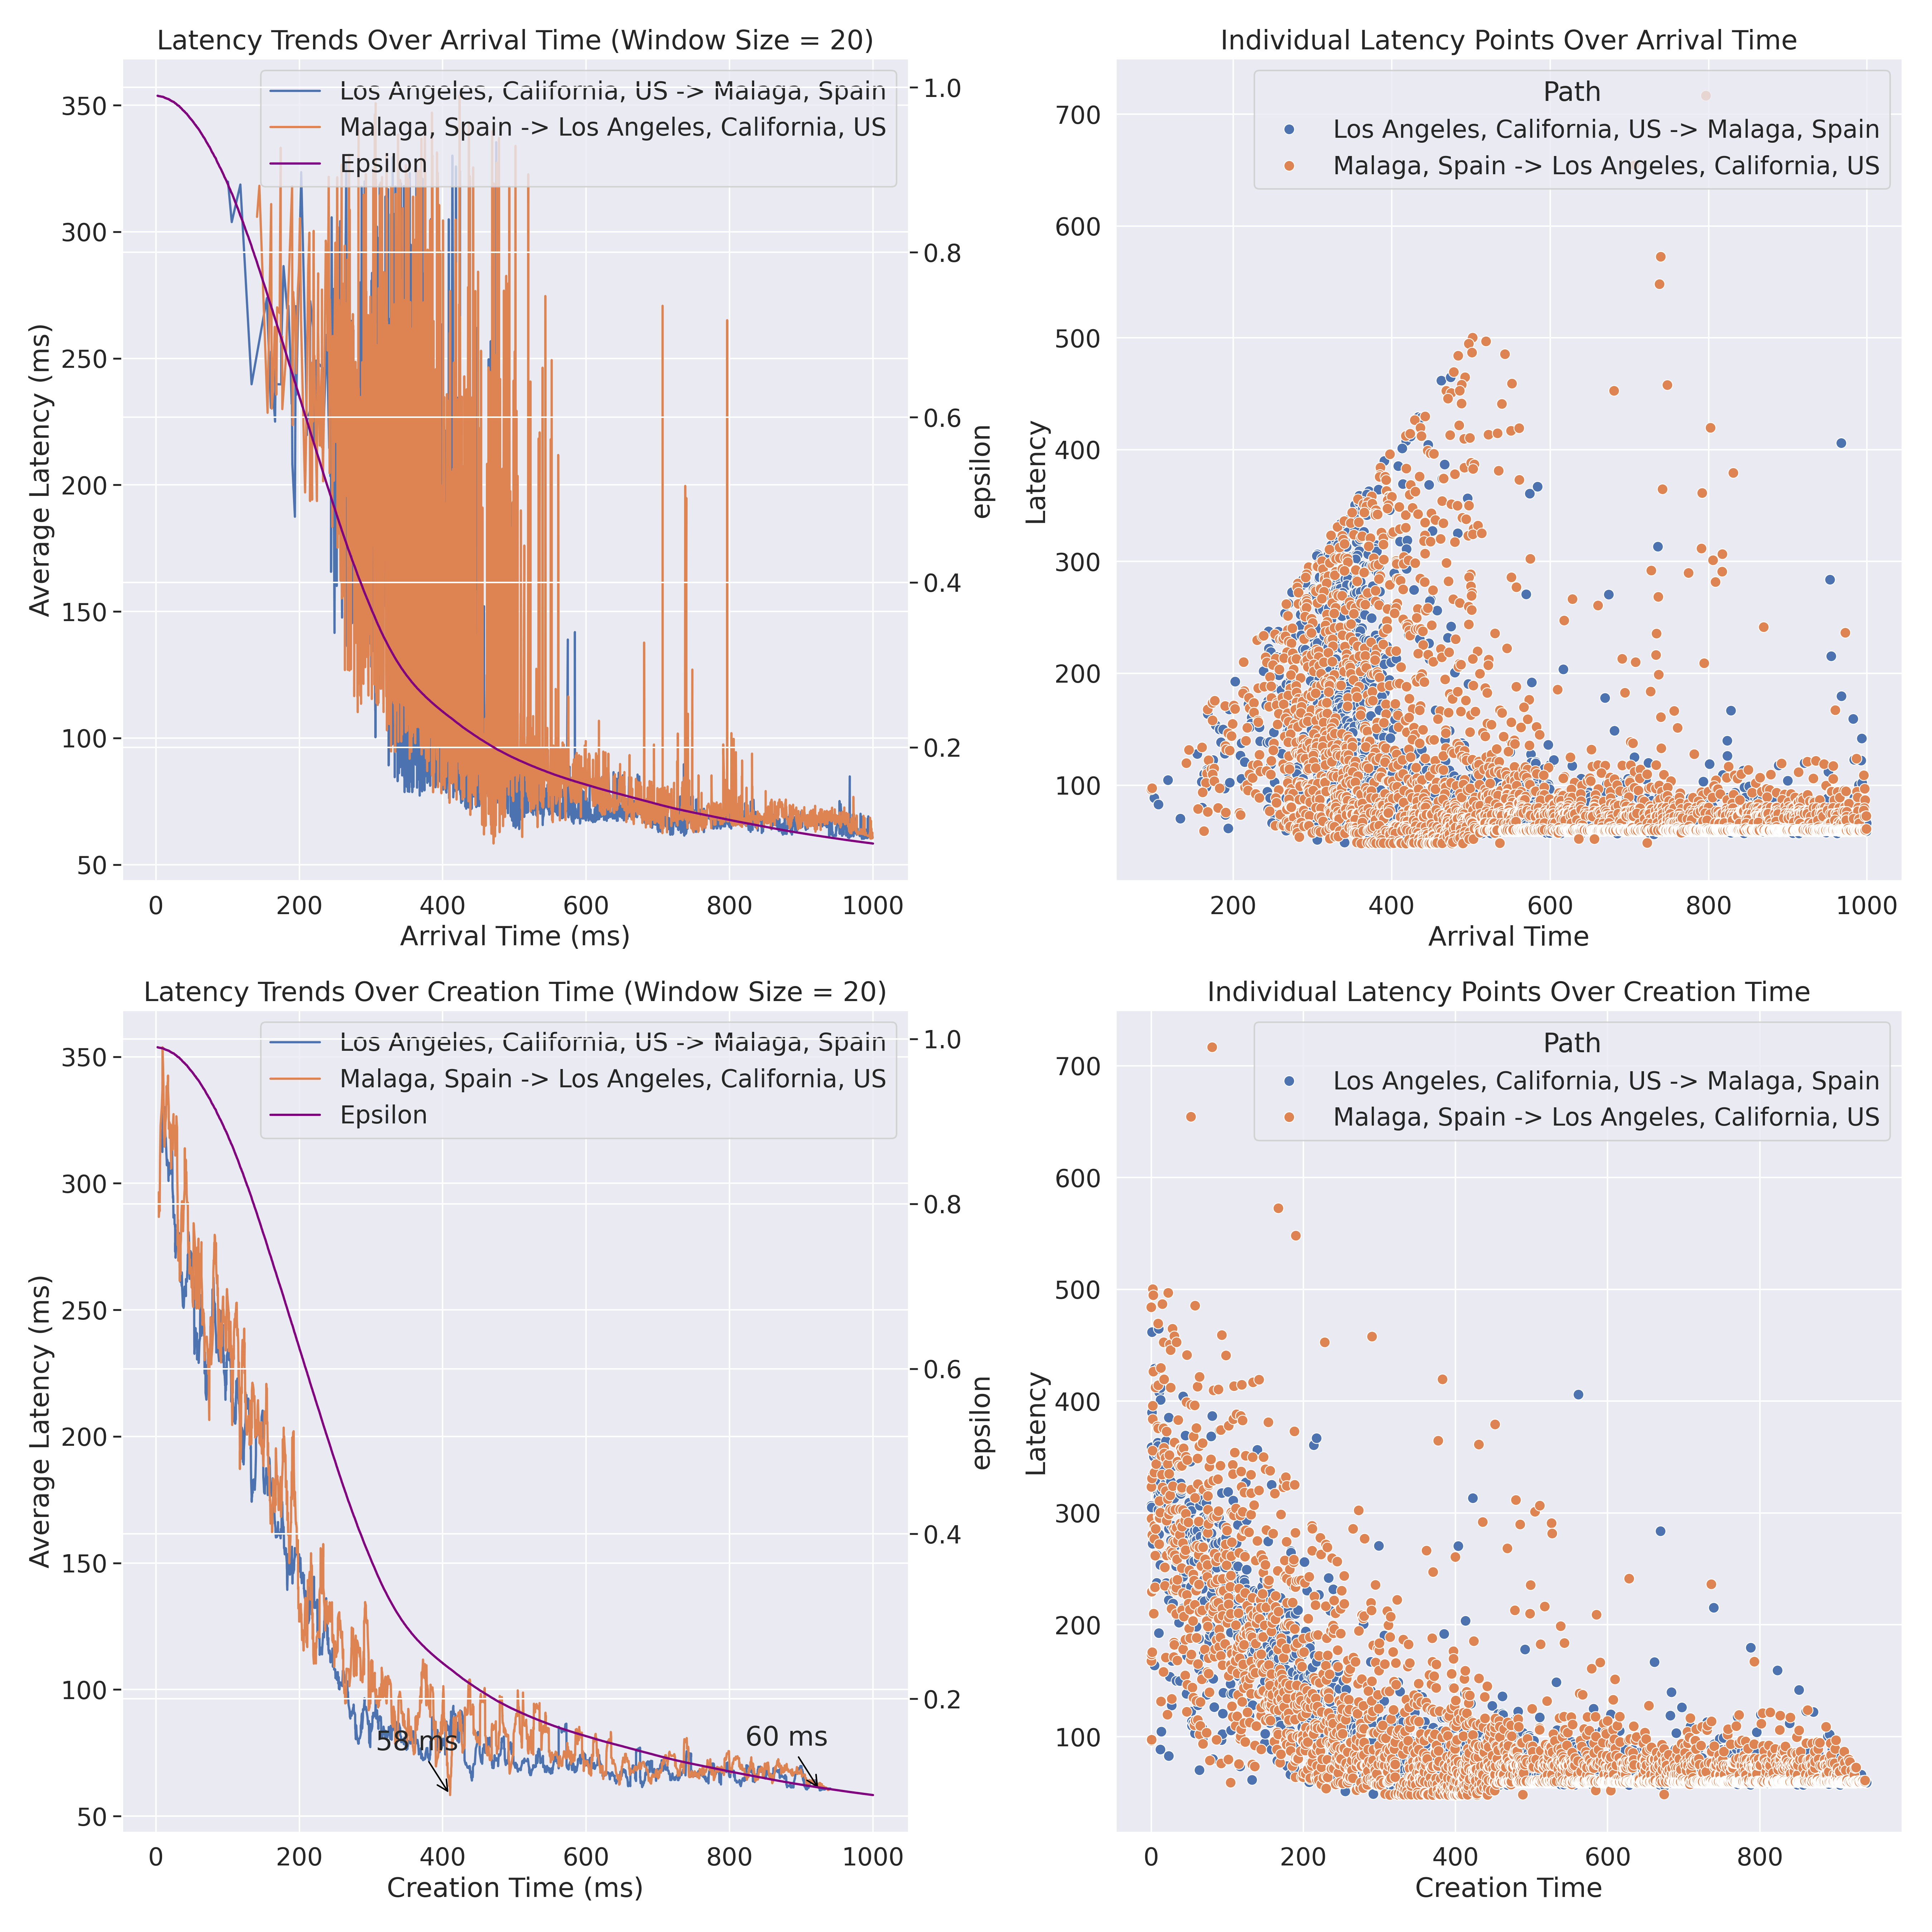 Latency Trends Over Arrival Time (Window Size = 20)
Los Angeles, California, US -> Malaga, Spain
Malaga, Spain -> Los Angeles, California, US
Epsilon
350
300
250
200
150
100
50
Average Latency (ms)
1.0
0.8
0.6
0.4
0.2
epsilon
0 200 400 600 800 1000
Arrival Time (ms)
Individual Latency Points Over Arrival Time
Path
Los Angeles, California, US -> Malaga, Spain
Malaga, Spain -> Los Angeles, California, US
700
600
500
400
300
200
100
Latency
200 400 600 800 1000
Arrival Time
Latency Trends Over Creation Time (Window Size = 20)
Los Angeles, California, US -> Malaga, Spain
Malaga, Spain -> Los Angeles, California, US
Epsilon
350
300
250
200
150
100
50
Average Latency (ms)
1.0
0.8
0.6
0.4
0.2
epsilon
58 ms
60 ms
0 200 400 600 800 1000
Creation Time (ms)
Individual Latency Points Over Creation Time
Path
Los Angeles, California, US -> Malaga, Spain
Malaga, Spain -> Los Angeles, California, US
700
600
500
400
300
200
100
Latency
0 200 400 600 800
Creation Time